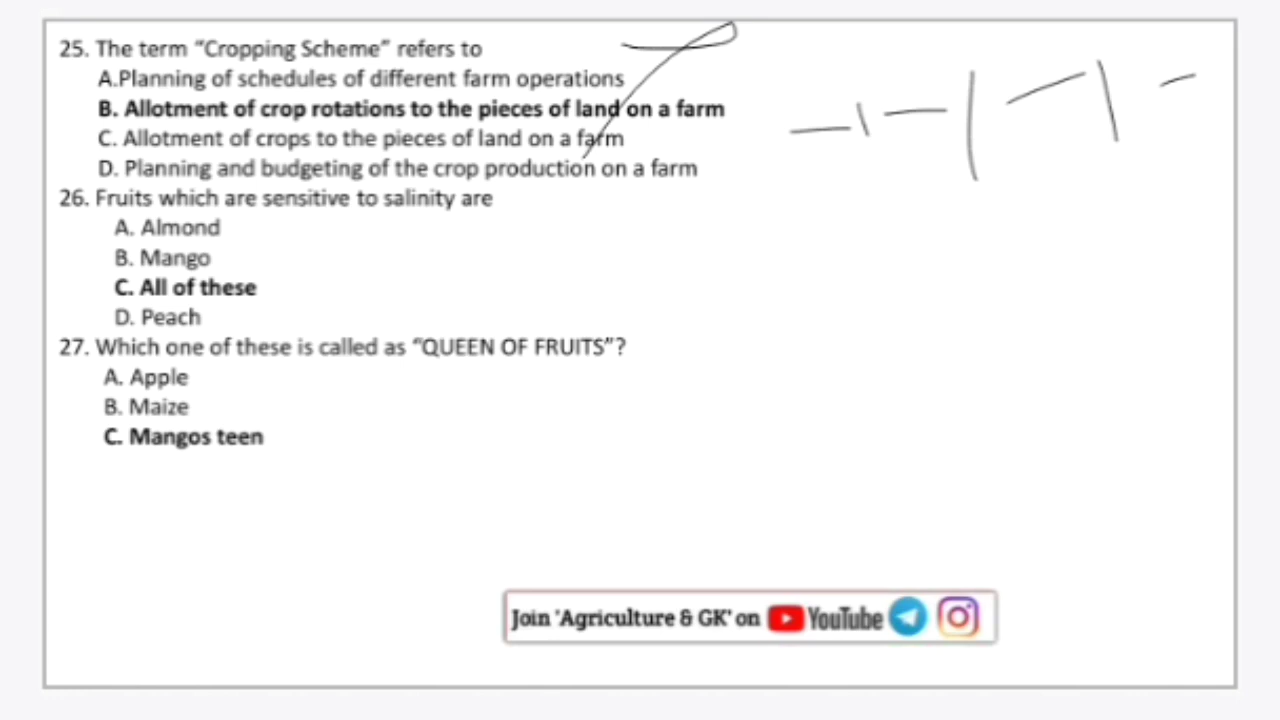 25. The term “Cropping Scheme” refers to
A.Planning of schedules of different farm operations
B. Allotment of crop rotations to the pieces of land on a farm
C. Allotment of crops to the pieces of land on a farm
D. Planning and budgeting of the crop production on a farm
26. Fruits which are sensitive to salinity are
A. Almond
B. Mango
C. All of these
D. Peach
27. Which one of these is called as “QUEEN OF FRUITS”?
A. Apple
B. Maize
C. Mangos teen
Join 'Agriculture & GK' on YouTube